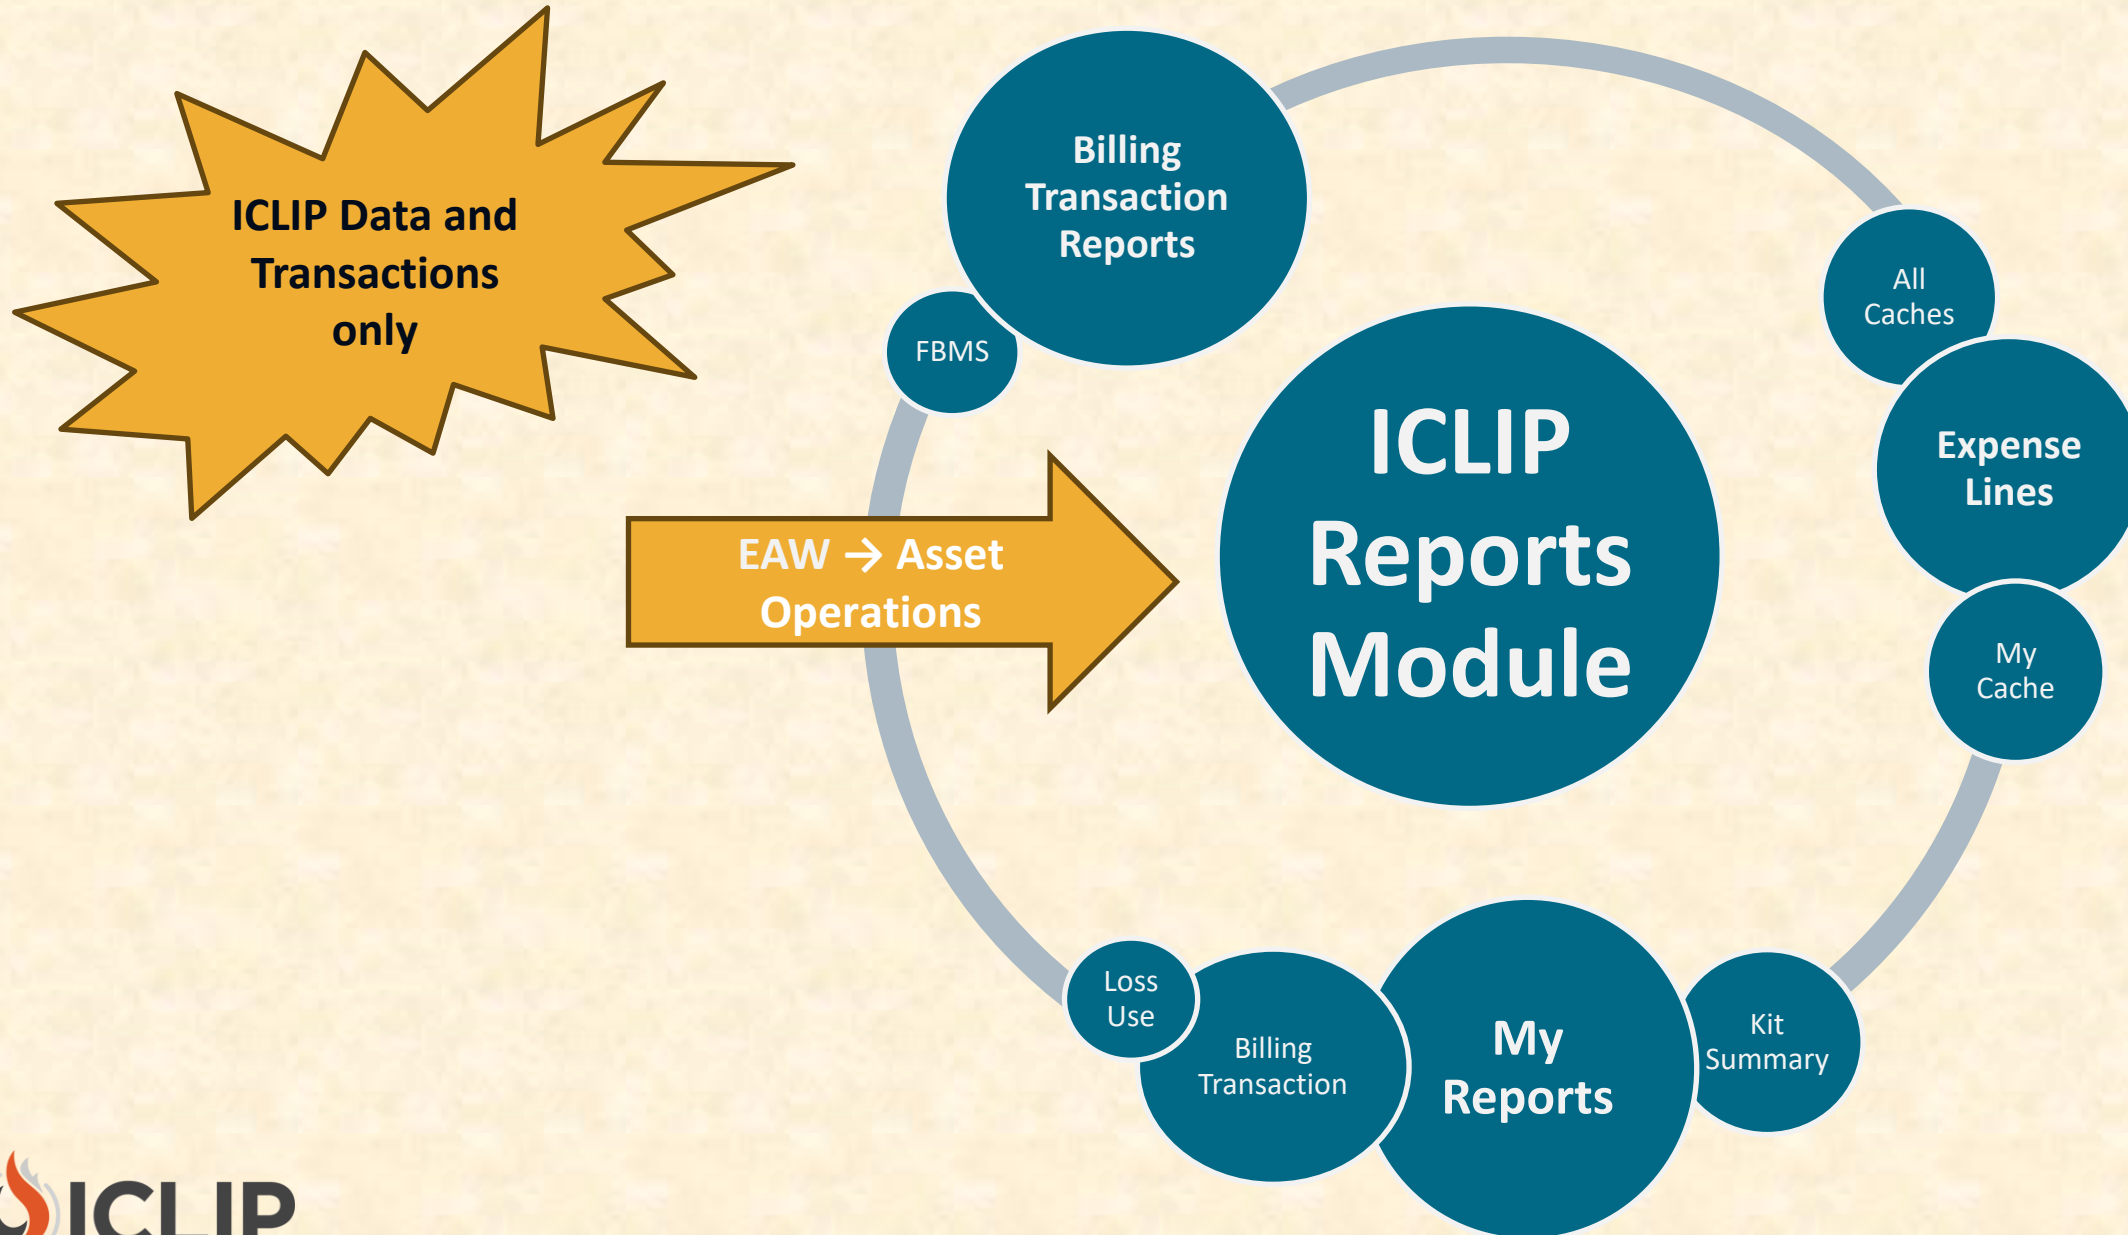 ICLIP Data and
Transactions
only
Billing
Transaction
Reports
FBMS
All
Caches
Expense
Lines
My
Cache
EAW → Asset
Operations
ICLIP
Reports
Module
Loss
Use
Billing
Transaction
My
Reports
Kit
Summary
ICLIP